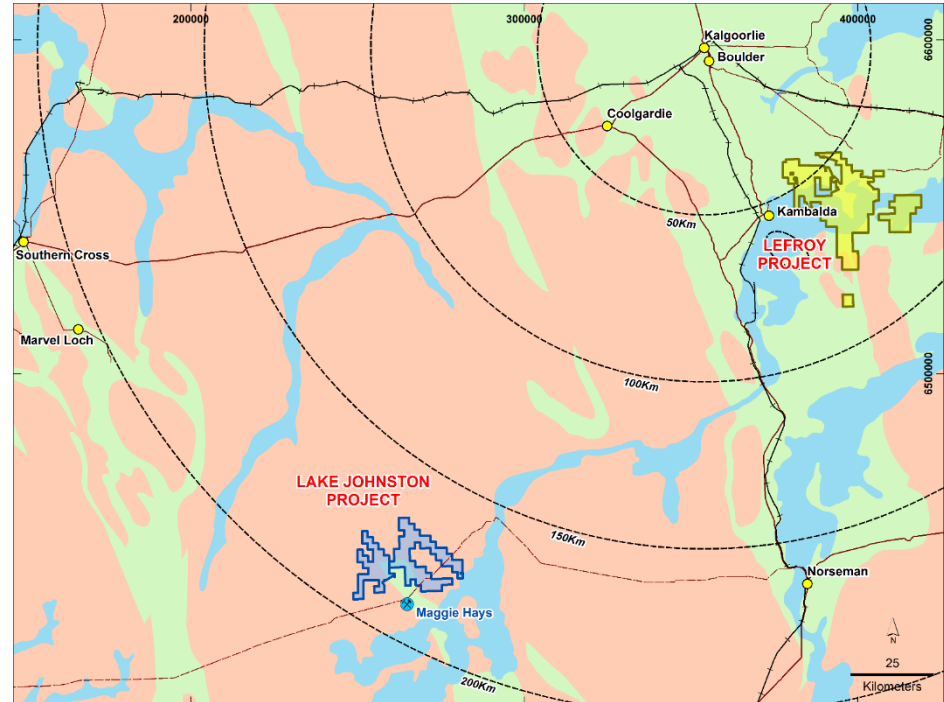 200000
300000
400000
6600000
Kalgoorlie
Boulder
Coolgardie
50Km
Kambalda
LEFROY
PROJECT
Southern Cross
Marvel Loch
100Km
6500000
LAKE JOHNSTON
PROJECT
150Km
Norseman
Maggie Hays
N
25
Kilometers
200Km